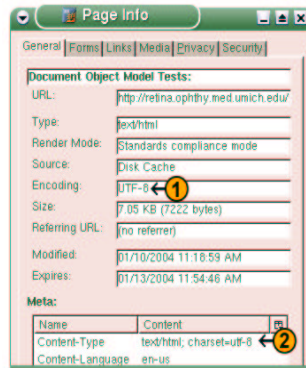 Page Info
General Forms Links Media Privacy Security
Document Object Model Tests:
URL: http://retina.ophthy.med.umich.edu/
Type: text/html
Render Mode: Standards compliance mode
Source: Disk Cache
Encoding: UTF-8 1
Size: 7.05 KB (7222 bytes)
Referring URL: (no referrer)
Modified: 01/10/2004 11:18:59 AM
Expires: 01/13/2004 11:54:46 AM
Meta:
Name Content
Content-Type text/html; charset=utf-8 2
Content-Language en-us